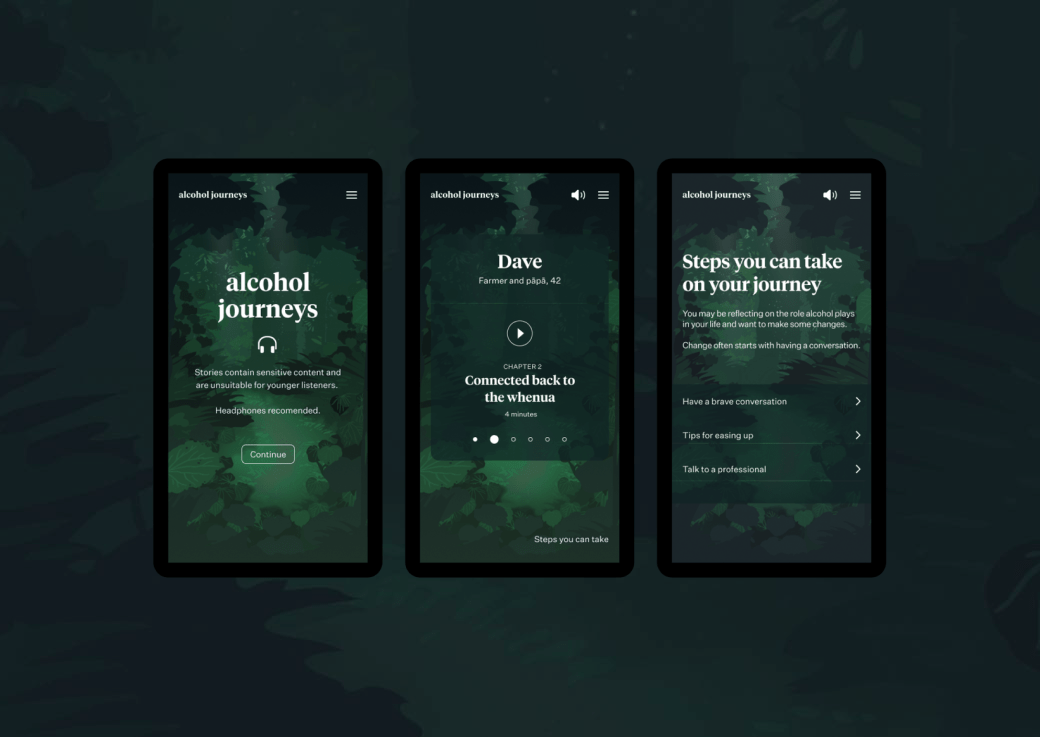 alcohol journeys
alcohol
journeys
Stories contain sensitive content and
are unsuitable for younger listeners.
Headphones recomended.
Continue
alcohol journeys
Dave
Farmer and pāpā, 42
CHAPTER 2
Connected back to
the whenua
4 minutes
Steps you can take
alcohol journeys
Steps you can take
on your journey
You may be reflecting on the role alcohol plays
in your life and want to make some changes.
Change often starts with having a conversation.
Have a brave conversation
Tips for easing up
Talk to a professional